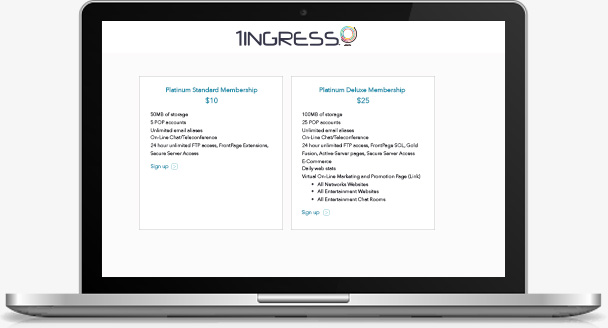 1INGRESSO
Platinum Standard Membership
$10
50MB of storage
5 POP accounts
Unlimited email aliases
On-Line Chat/Teleconference
24 hour unlimited FTP access, FrontPage Extensions,
Secure Server Access
Sign up
Platinum Deluxe Membership
$25
100MB of storage
25 POP accounts
Unlimited email aliases
On-Line Chat/Teleconference
24 hour unlimited FTP access, FrontPage SQL, Gold
Fusion, Active Server pages, Secure Server Access
E-Commerce
Daily web stats
Virtual On-Line Marketing and Promotion Page (Link)
• All Networks Websites
• All Entertainment Websites
• All Entertainment Chat Rooms
Sign up